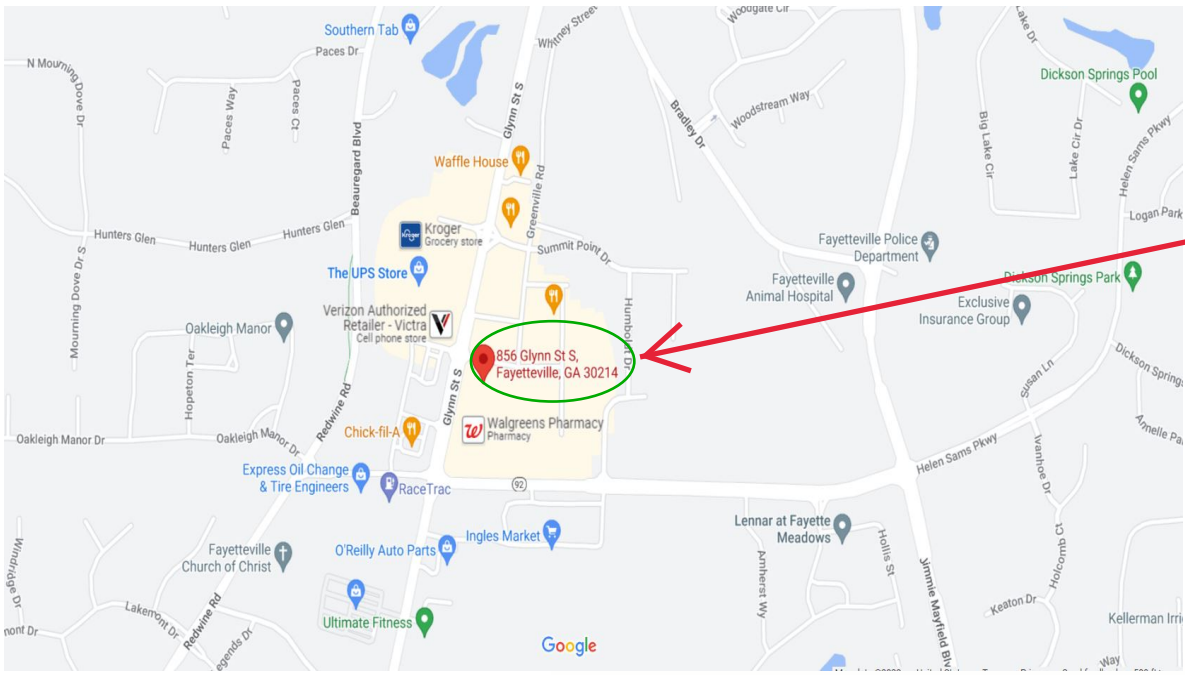 Woodgate Cir
Southern Tab
Whitney Street
Lake Dr
Paces Dr
N Mourning Dove Dr
Dickson Springs Pool
Paces Way
Paces Ct
Glynn St S
Bradley Dr
Woodstream Way
Big Lake Cir
Lake Cir Dr
Helen Sams Pkwy
Beauregard Blvd
Waffle House
Greenville Rd
Logan Park
Kroger
Kroger
Grocery store
Hunters Glen
Hunters Glen
Hunters Glen
Summit Point Dr
Fayetteville Police
Department
The UPS Store
Mourning Dove Dr S
Fayetteville
Animal Hospital
Dickson Springs Park
Exclusive
Insurance Group
Verizon Authorized
Retailer - Victra
Cell phone store
Humboldt Dr
Oakleigh Manor
856 Glynn St S,
Fayetteville, GA 30214
Hopeton Ter
Glynn St S
Redwine Rd
Susan Ln
Dickson Springs
Walgreens Pharmacy
Pharmacy
Chick-fil-A
Oakleigh Manor Dr
Oakleigh Manor Dr
Helen Sams Pkwy
Ivanhoe Dr
Annelle Pa
Express Oil Change
& Tire Engineers
RaceTrac
92
Lennar at Fayette
Meadows
Ingles Market
O'Reilly Auto Parts
Fayetteville
Church of Christ
Windridge Dr
Hollis St
Amherst Wy
Jimmie Mayfield Blv
Holcomb Ct
Keaton Dr
Lakemont Dr
mont Dr
Redwine Rd
egends Dr
Ultimate Fitness
Kellerman Irri
Google
Way